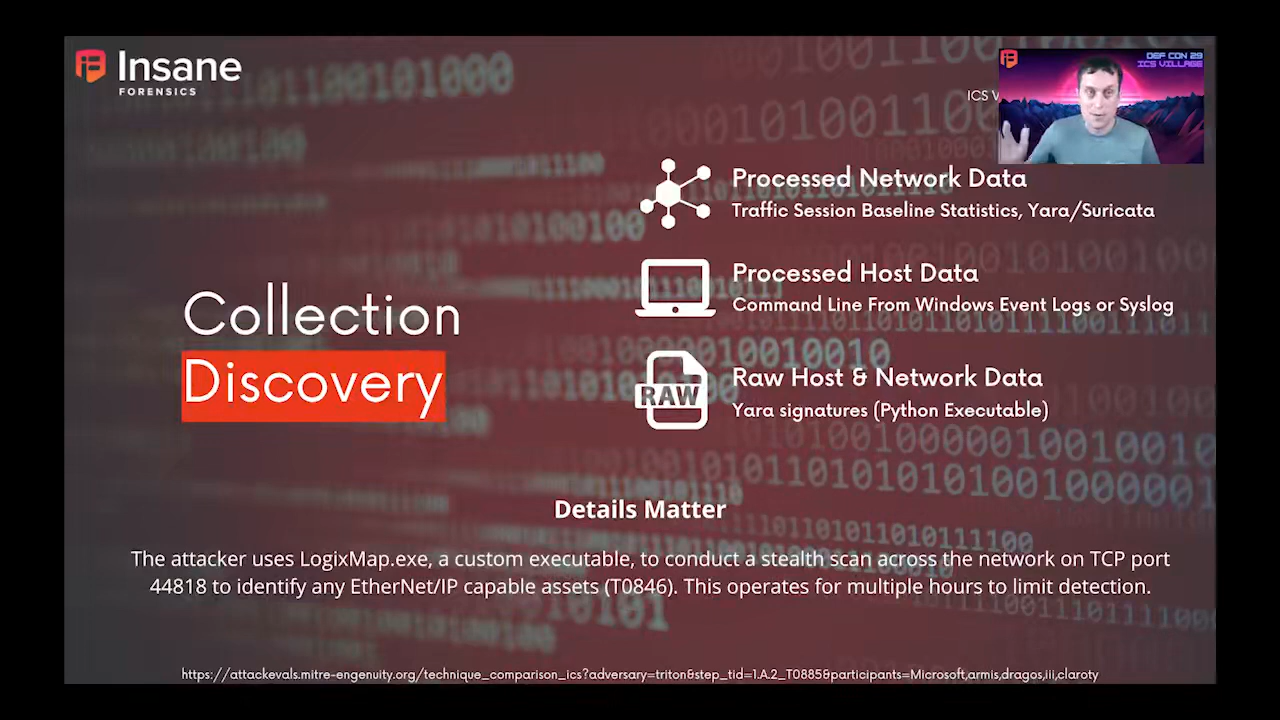 Insane
FORENSICS
DEF CON 29
ICS VILLAGE
ICS
Processed Network Data
Traffic Session Baseline Statistics, Yara/Suricata
Processed Host Data
Command Line From Windows Event Logs or Syslog
Collection
Discovery
RAW
Raw Host & Network Data
Yara signatures (Python Executable)
Details Matter
The attacker uses LogixMap.exe, a custom executable, to conduct a stealth scan across the network on TCP port
44818 to identify any EtherNet/IP capable assets (T0846). This operates for multiple hours to limit detection.
https://attackevals.mitre-engenuity.org/technique_comparison_ics?adversary=triton&step_tid=1.A.2_T0885&participants=Microsoft,armis,dragos,iii,claroty